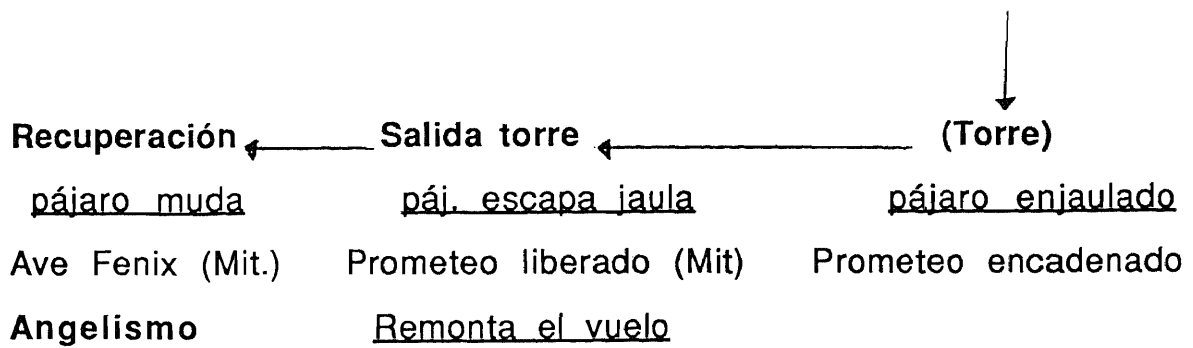 Recuperación Salida torre (Torre)
pájaro muda páj. escapa jaula pájaro enjaulado
Ave Fenix (Mit.) Prometeo liberado (Mit) Prometeo encadenado
Angelismo Remonta el vuelo